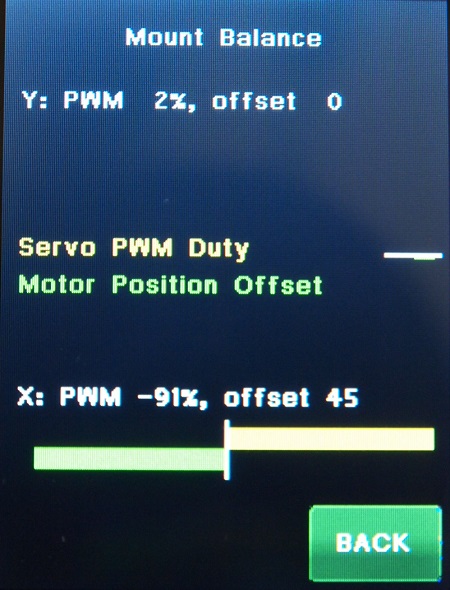 Mount Balance
Y: PWM 2%, offset 0
Servo PWM Duty
Motor Position Offset
X: PWM -91%, offset 45
BACK